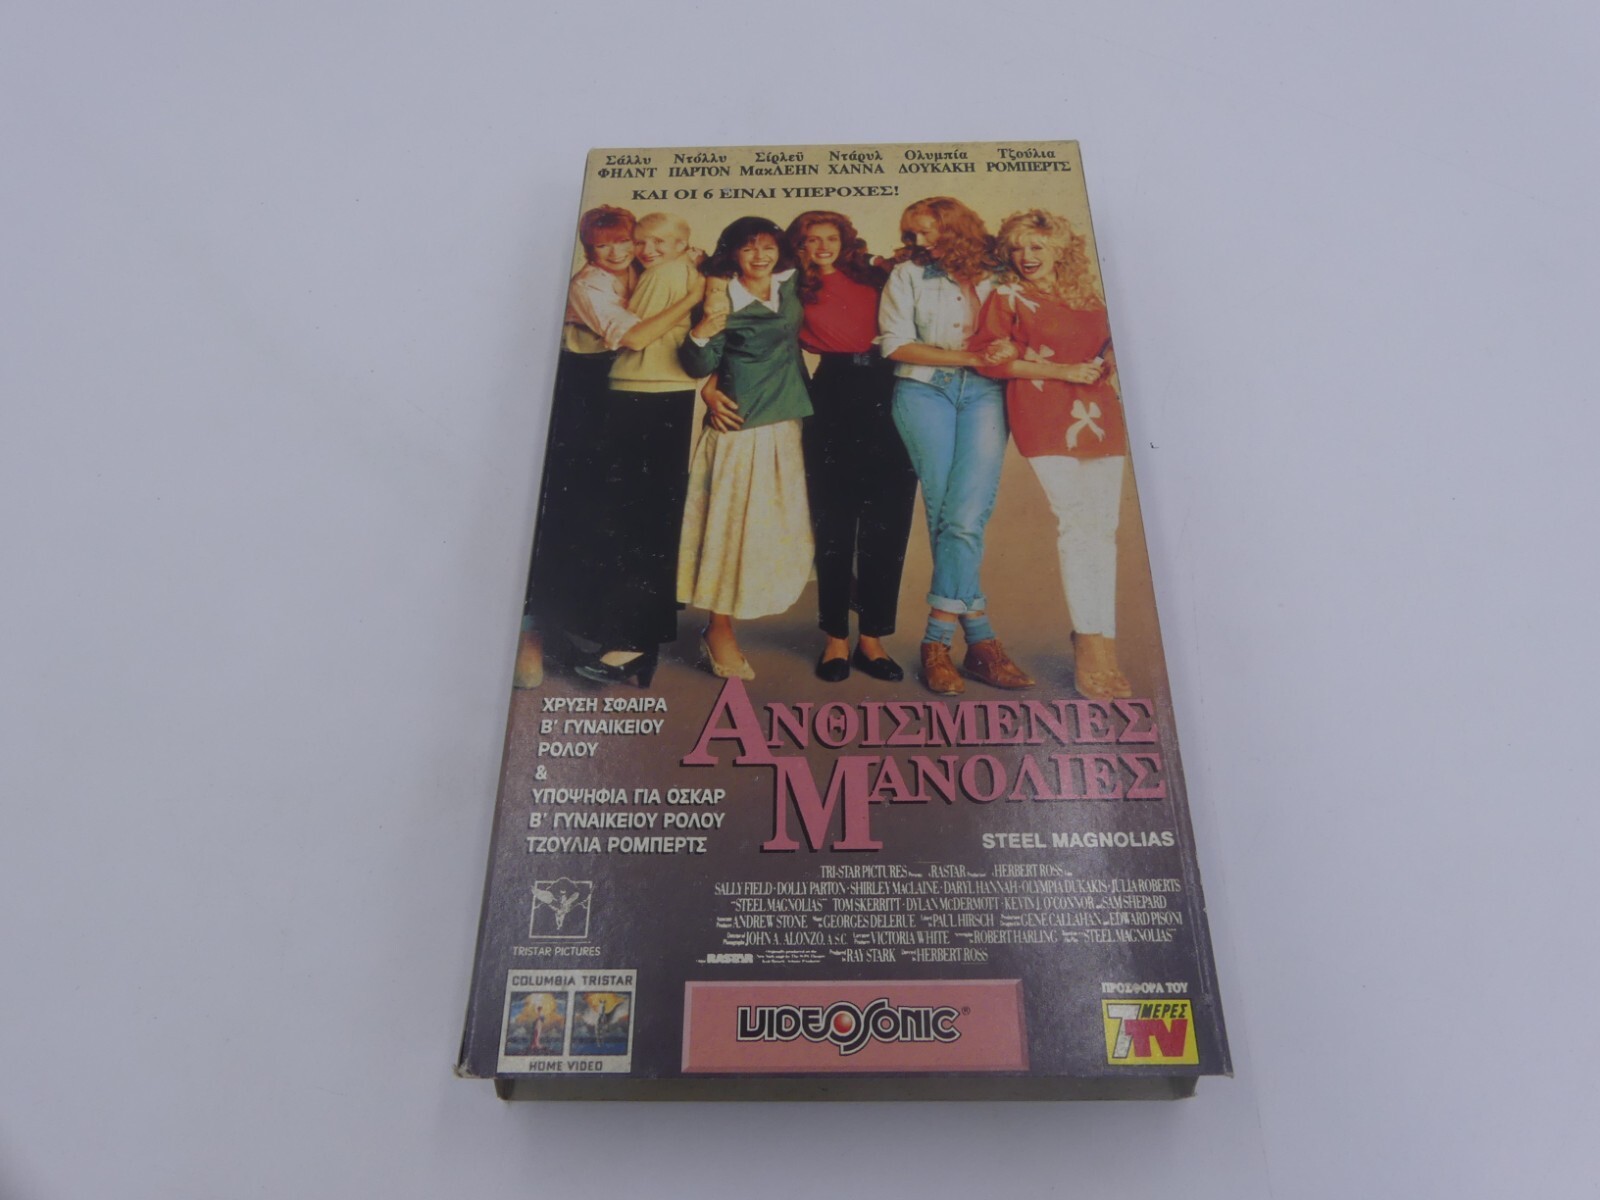 Σάλλυ Ντόλλυ Σίρλεϋ Ντάρυλ Ολυμπία Τζούλια
ΦΗΛΝΤ ΠΑΡΤΟΝ ΜακΛΕΗΝ ΧΑΝΝΑ ΔΟΥΚΑΚΗ ΡΟΜΠΕΡΤΣ
ΚΑΙ ΟΙ 6 ΕΙΝΑΙ ΥΠΕΡΟΧΕΣ!
ΧΡΥΣΗ ΣΦΑΙΡΑ
Β' ΓΥΝΑΙΚΕΙΟΥ
ΡΟΛΟΥ
&
ΥΠΟΨΗΦΙΑ ΓΙΑ ΟΣΚΑΡ
Β' ΓΥΝΑΙΚΕΙΟΥ ΡΟΛΟΥ
ΤΖΟΥΛΙΑ ΡΟΜΠΕΡΤΣ
ΑΝΘΙΣΜΕΝΕΣ
ΜΑΝΟΛΙΕΣ
STEEL MAGNOLIAS
TRI-STAR PICTURES RASTAR HERBERT ROSS
SALLY FIELD · DOLLY PARTON · SHIRLEY MACLAINE · DARYL HANNAH · OLYMPIA DUKAKIS · JULIA ROBERTS
"STEEL MAGNOLIAS" TOM SKERRITT · DYLAN McDERMOTT · KEVIN J. O'CONNOR AND SAM SHEPARD
ANDREW STONE GEORGES DELERUE PAUL HIRSCH GENE CALLAHAN AND EDWARD PISONI
JOHN A. ALONZO, A.S.C. VICTORIA WHITE ROBERT HARLING "STEEL MAGNOLIAS"
RASTAR RAY STARK HERBERT ROSS
TRISTAR PICTURES
COLUMBIA TRISTAR
HOME VIDEO
VIDEOSONIC®
ΠΡΟΣΦΟΡΑ ΤΟΥ
7 ΜΕΡΕΣ
TV